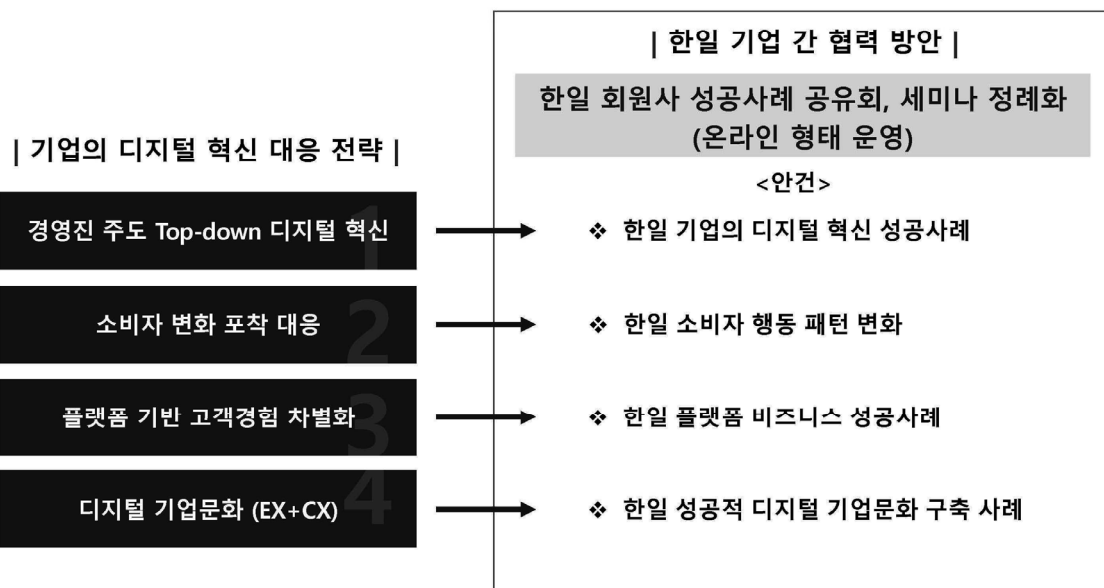 | 한일 기업 간 협력 방안 |
한일 회원사 성공사례 공유회, 세미나 정례화
(온라인 형태 운영)
<안건>
| 기업의 디지털 혁신 대응 전략 |
1
경영진 주도 Top-down 디지털 혁신
❖ 한일 기업의 디지털 혁신 성공사례
2
소비자 변화 포착 대응
❖ 한일 소비자 행동 패턴 변화
3
플랫폼 기반 고객경험 차별화
❖ 한일 플랫폼 비즈니스 성공사례
4
디지털 기업문화 (EX+CX)
❖ 한일 성공적 디지털 기업문화 구축 사례